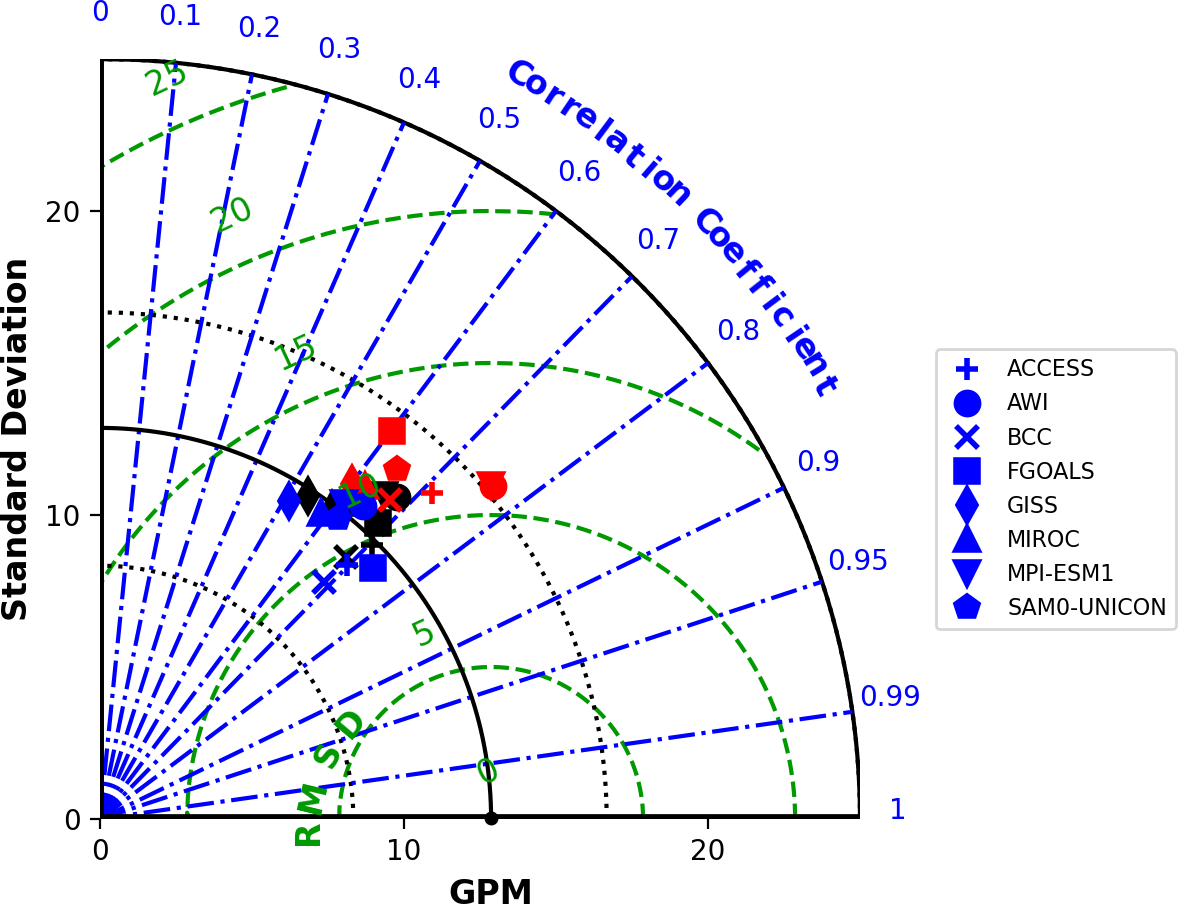 0
0.1
0.2
0.3
0.4
0.5
0.6
0.7
0.8
0.9
0.95
0.99
1
Correlation Coefficient
25
20
15
10
5
0
RMSD
Standard Deviation
20
10
0
0
10
20
GPM
ACCESS
AWI
BCC
FGOALS
GISS
MIROC
MPI-ESM1
SAM0-UNICON